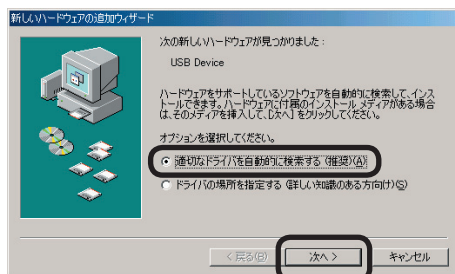 新しいハードウェアの追加ウィザード
次の新しいハードウェアが見つかりました :
USB Device
ハードウェアをサポートしているソフトウェアを自動的に検索して、インス
トールできます。ハードウェアに付属のインストール メディアがある場合
は、そのメディアを挿入して、[次へ] をクリックしてください。
オプションを選択してください。
適切なドライバを自動的に検索する (推奨)(A)
ドライバの場所を指定する (詳しい知識のある方向け)(S)
< 戻る(B)
次へ >
キャンセル